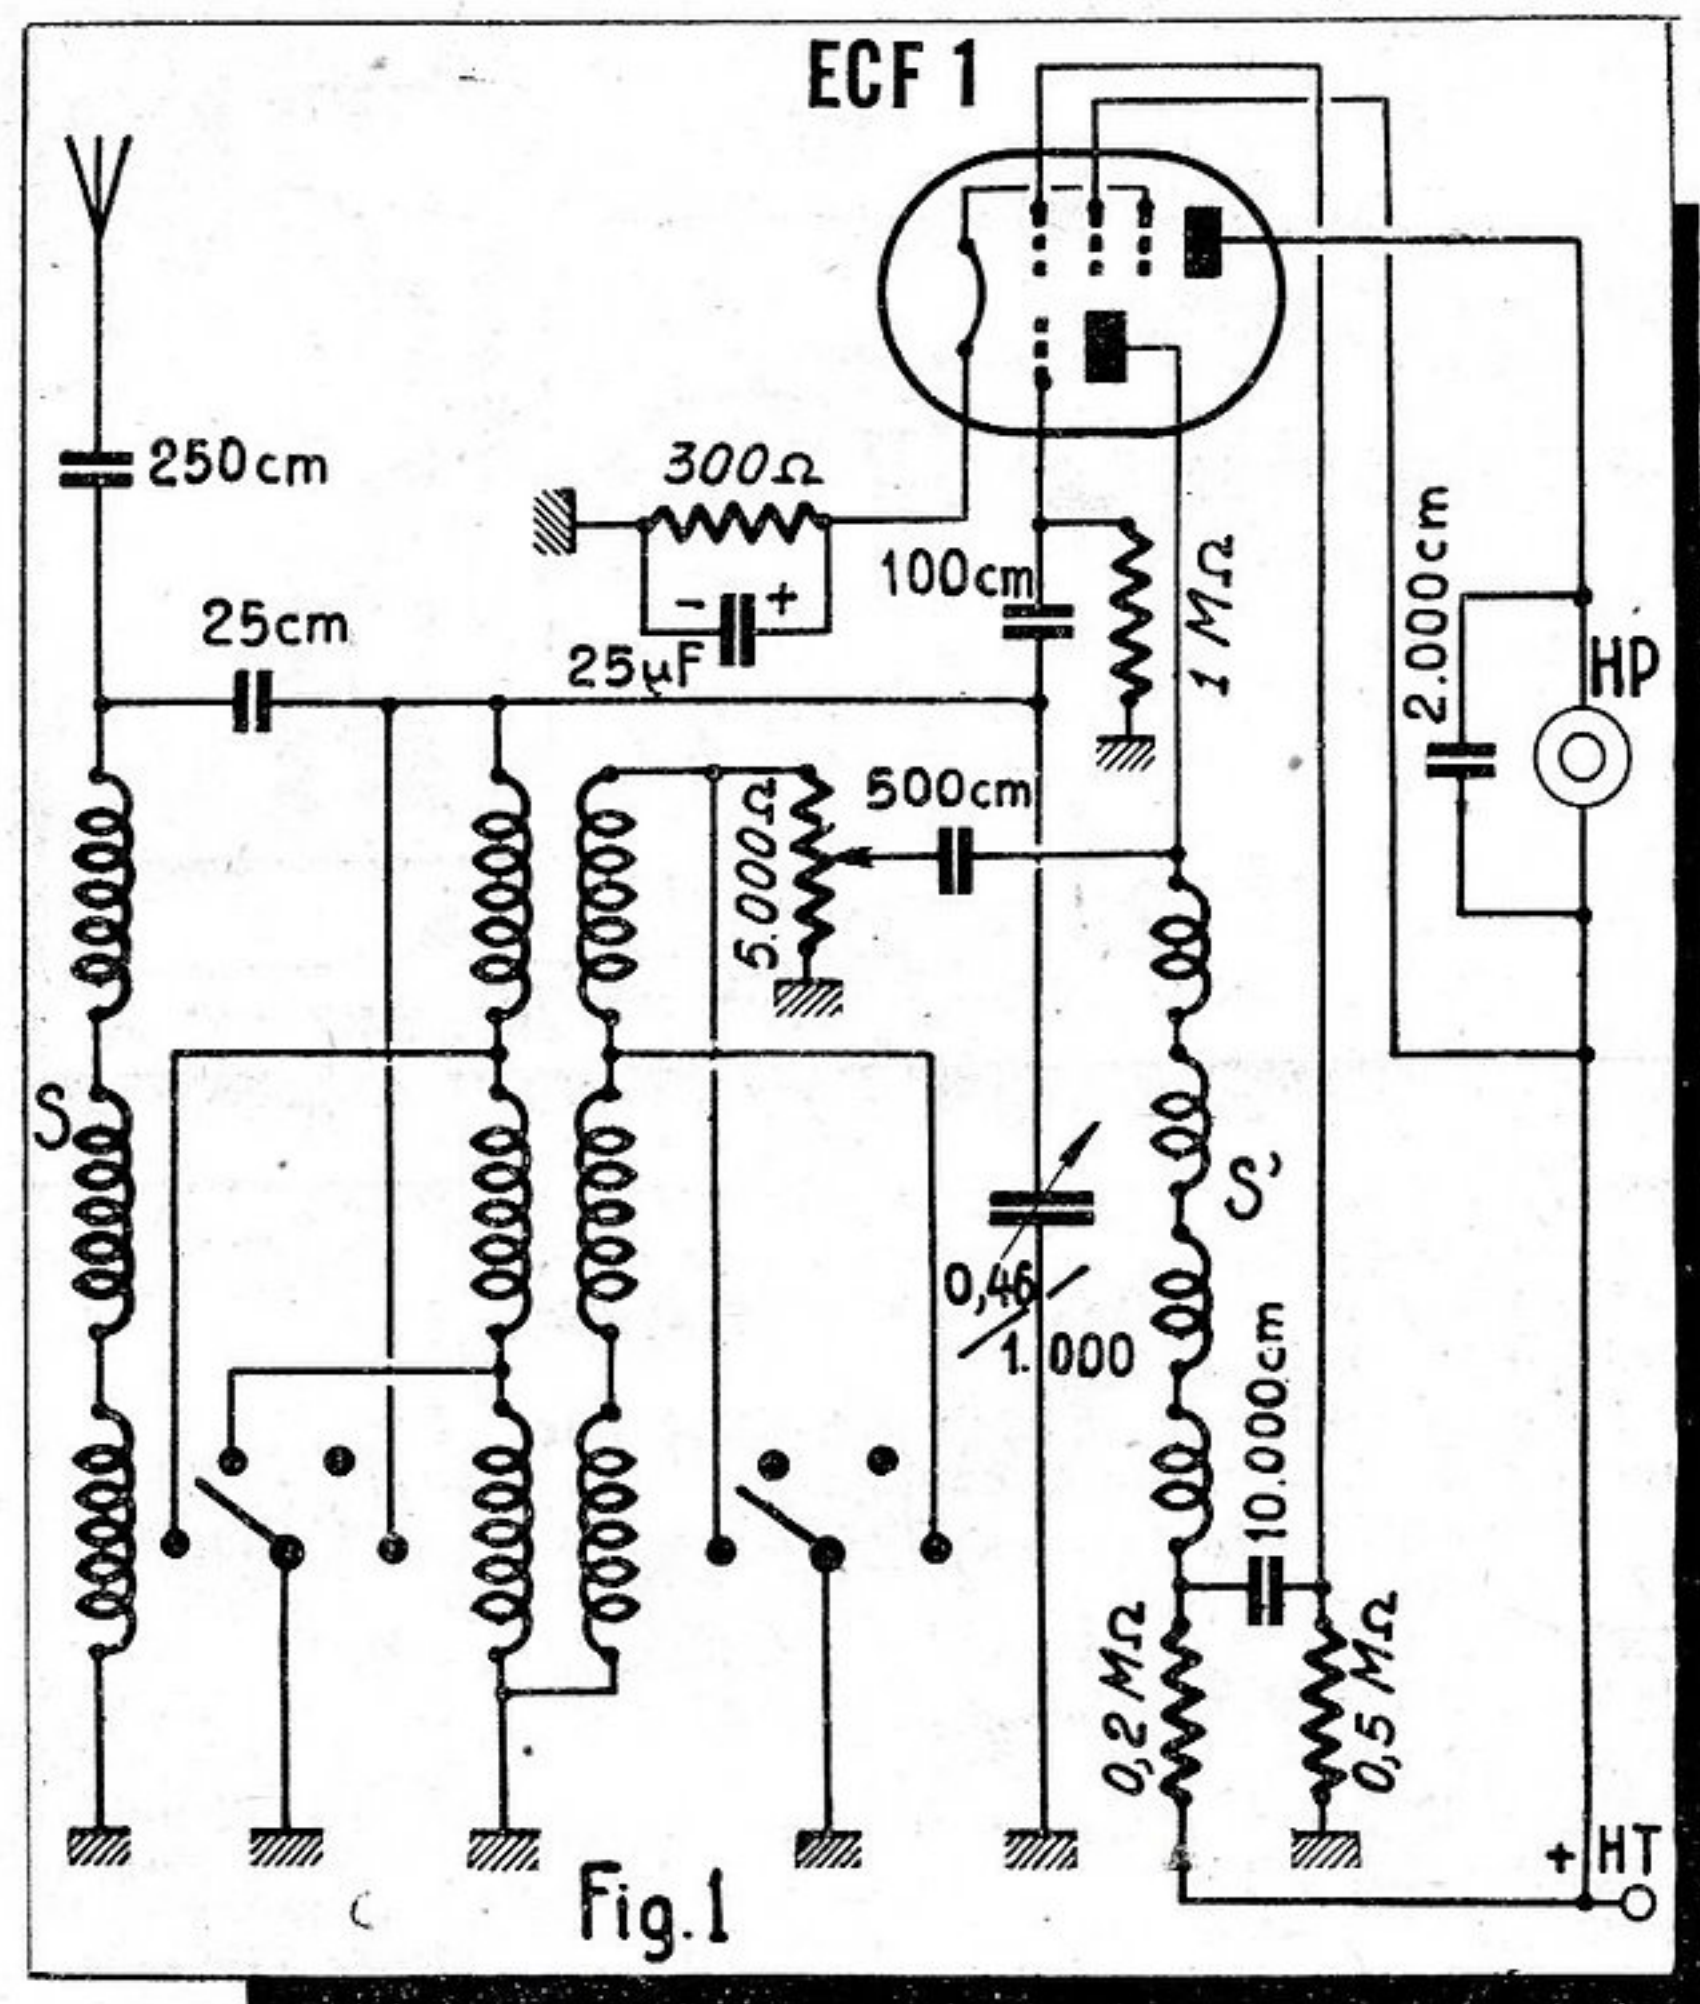 ECF 1
250cm
300Ω
100cm
1 MΩ
2.000cm
25cm
- +
25µF
HP
500cm
5.000Ω
S
S'
0,46
/
1.000
10.000cm
0,2 MΩ
0,5 MΩ
+ HT
Fig.1